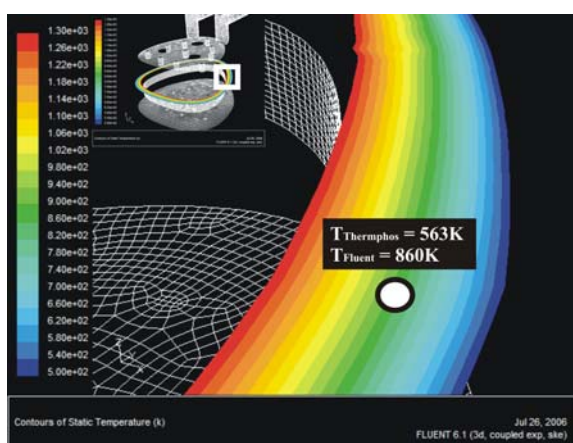 1.30e+03
1.26e+03
1.22e+03
1.18e+03
1.14e+03
1.10e+03
1.06e+03
1.02e+03
9.80e+02
9.40e+02
9.00e+02
8.60e+02
8.20e+02
7.80e+02
7.40e+02
7.00e+02
6.60e+02
6.20e+02
5.80e+02
5.40e+02
5.00e+02
TThermphos = 563K
TFluent = 860K
Z
Contours of Static Temperature (k)
Jul 26, 2006
FLUENT 6.1 (3d, coupled exp, ske)